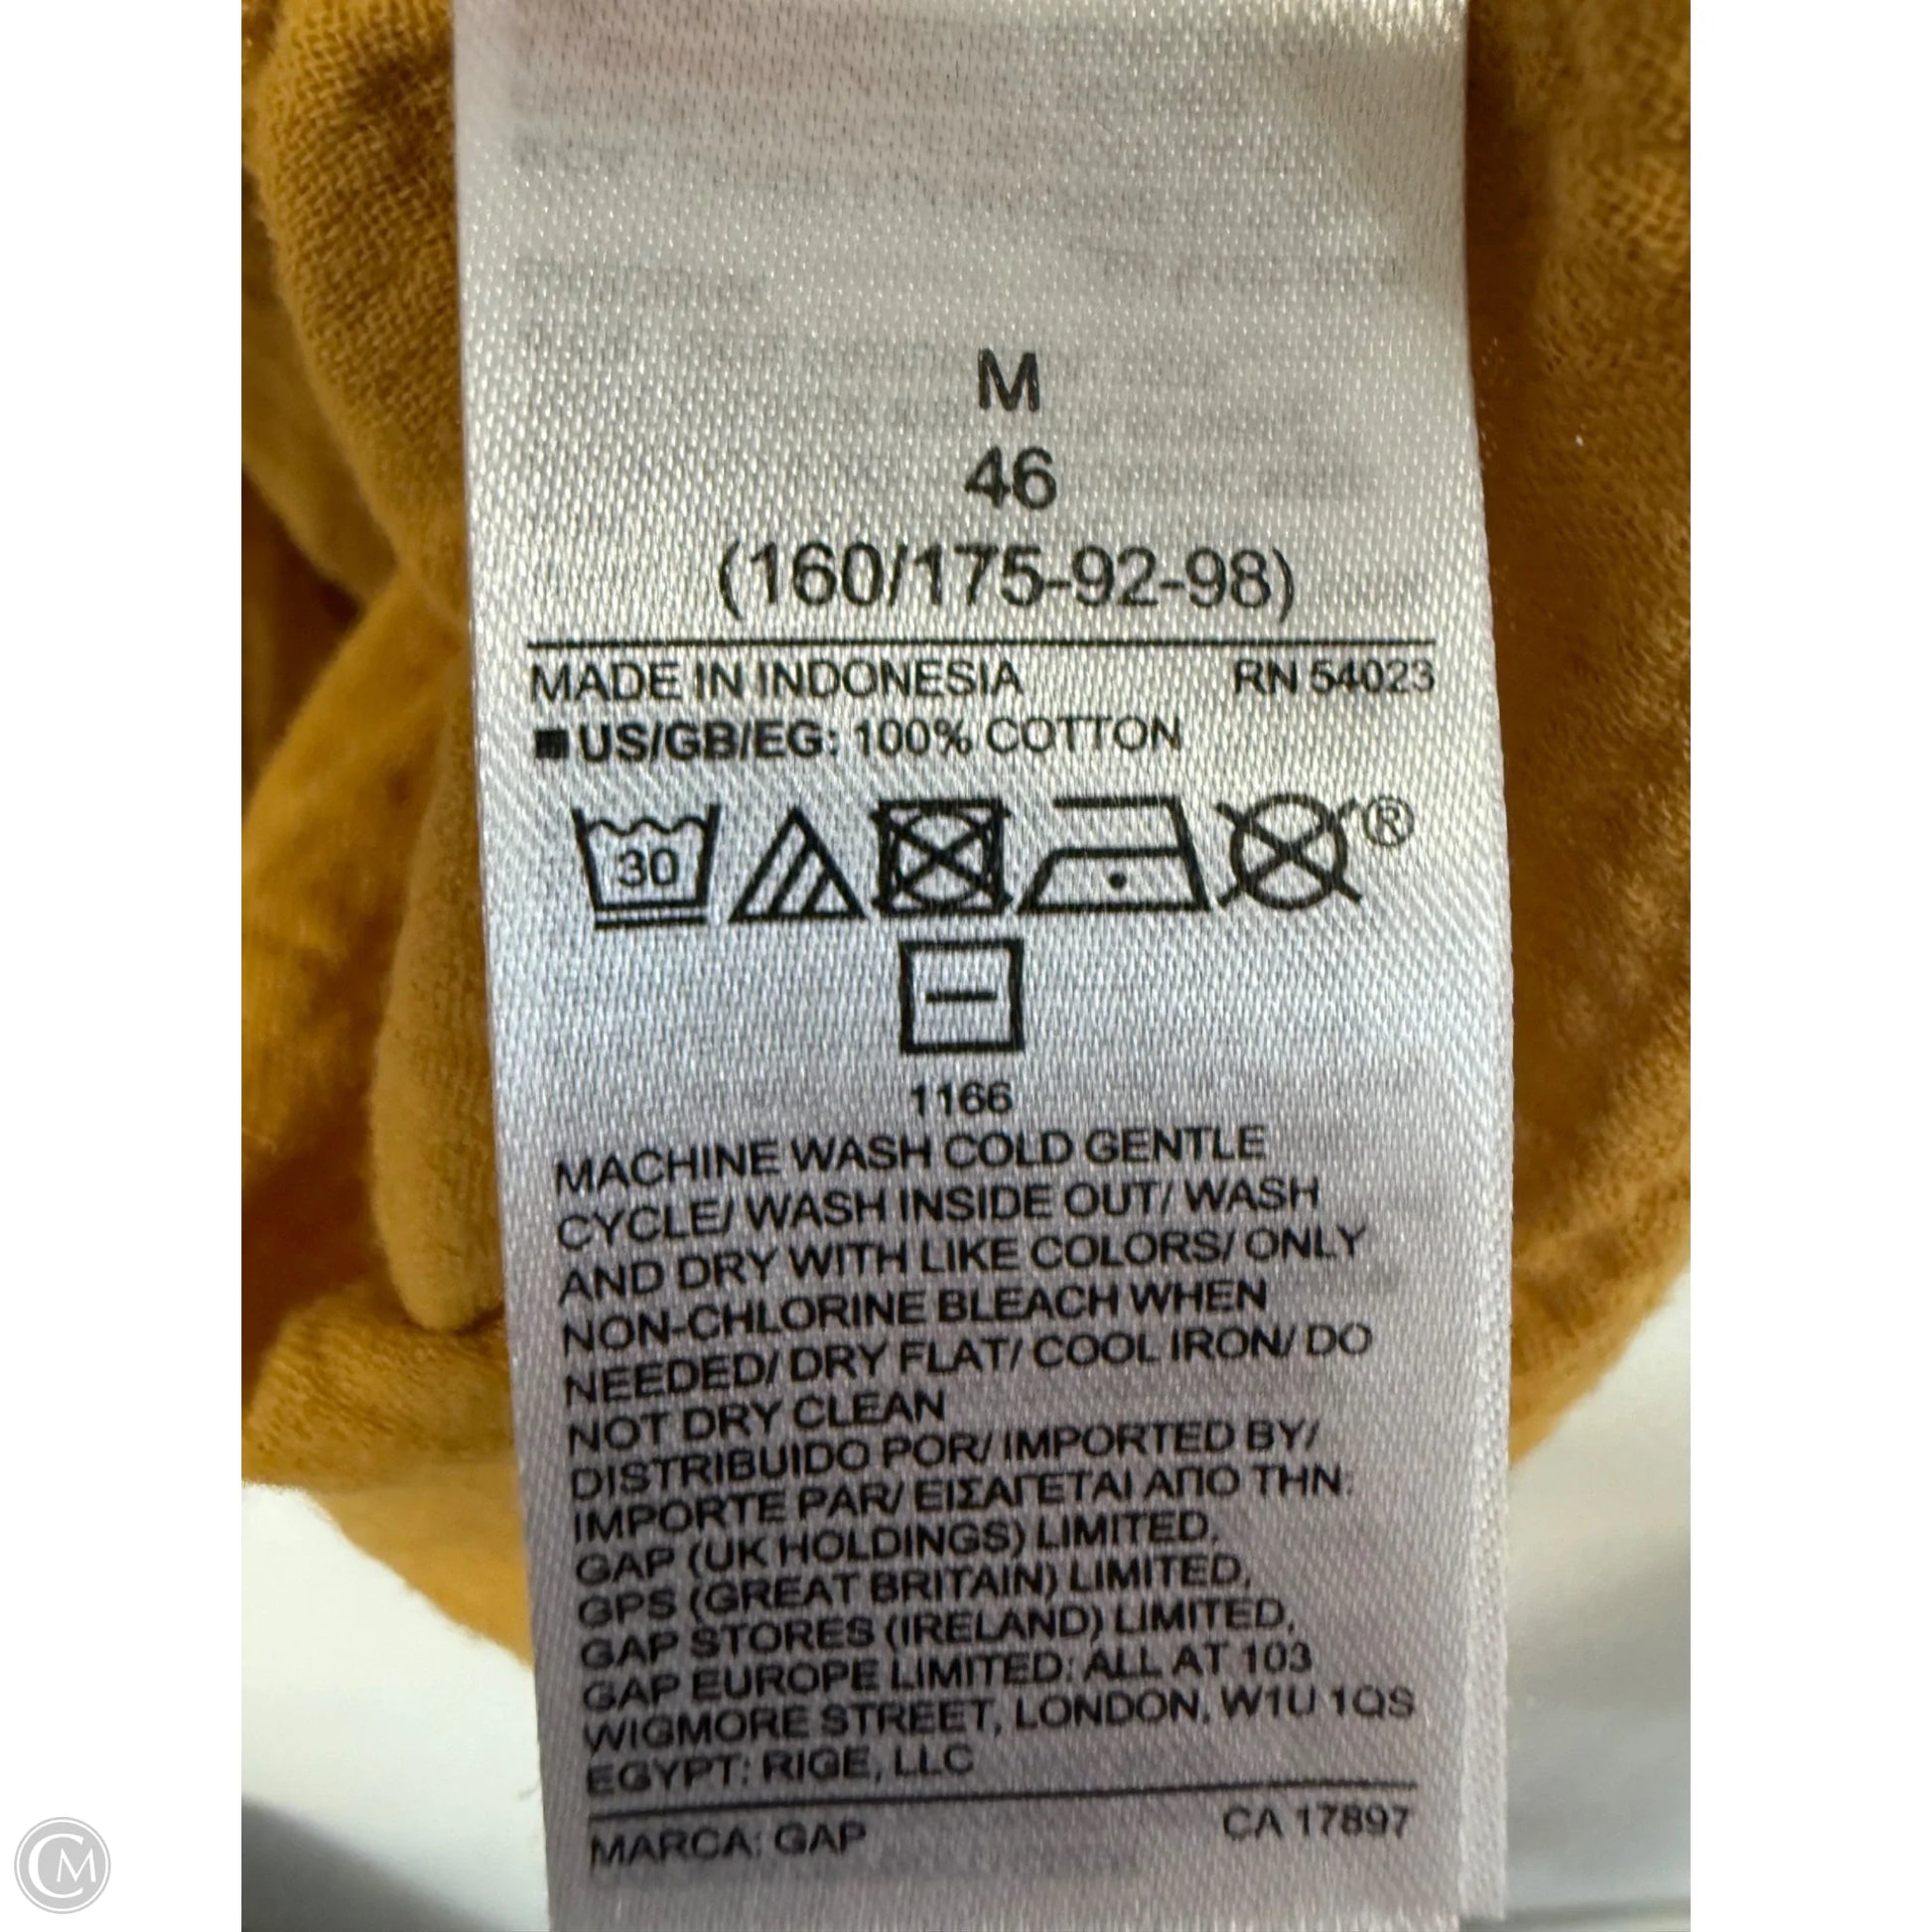 M
46
(160/175-92-98)
MADE IN INDONESIA RN 54023
US/GB/EG: 100% COTTON
30 ®
1166
MACHINE WASH COLD GENTLE
CYCLE/ WASH INSIDE OUT/ WASH
AND DRY WITH LIKE COLORS/ ONLY
NON-CHLORINE BLEACH WHEN
NEEDED/ DRY FLAT/ COOL IRON/ DO
NOT DRY CLEAN
DISTRIBUIDO POR/ IMPORTED BY/
IMPORTE PAR/ ΕΙΣΑΓΕΤΑΙ ΑΠΟ ΤΗΝ:
GAP (UK HOLDINGS) LIMITED,
GPS (GREAT BRITAIN) LIMITED,
GAP STORES (IRELAND) LIMITED,
GAP EUROPE LIMITED: ALL AT 103
WIGMORE STREET, LONDON, W1U 1QS
EGYPT: RIGE, LLC
MARCA: GAP CA 17897
CM